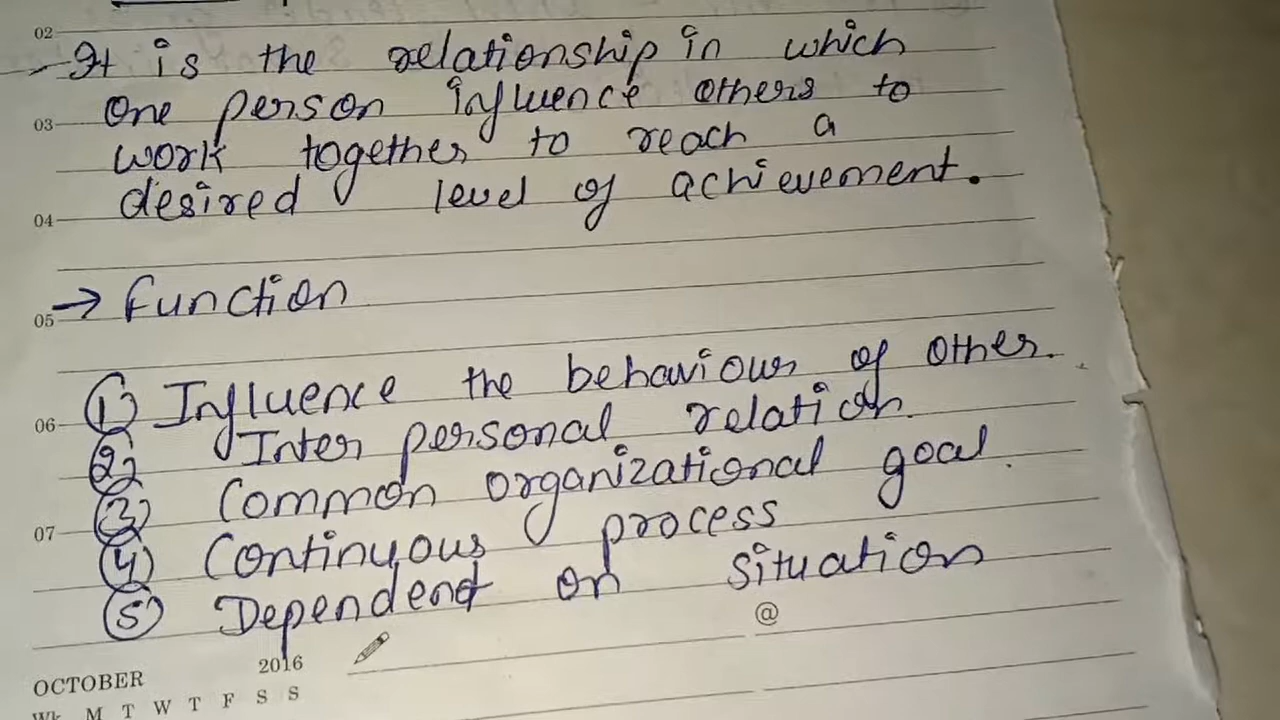 02
It is the relationship in which
03 one person influence others to
work together to reach a
desired level of achievement.
04
→ Function
05
① Influence the behaviour of other.
06
② Inter personal relation.
③ Common organizational goal.
07
④ Continuous process
⑤ Dependend on situation
@
OCTOBER 2016
Wk M T W T F S S